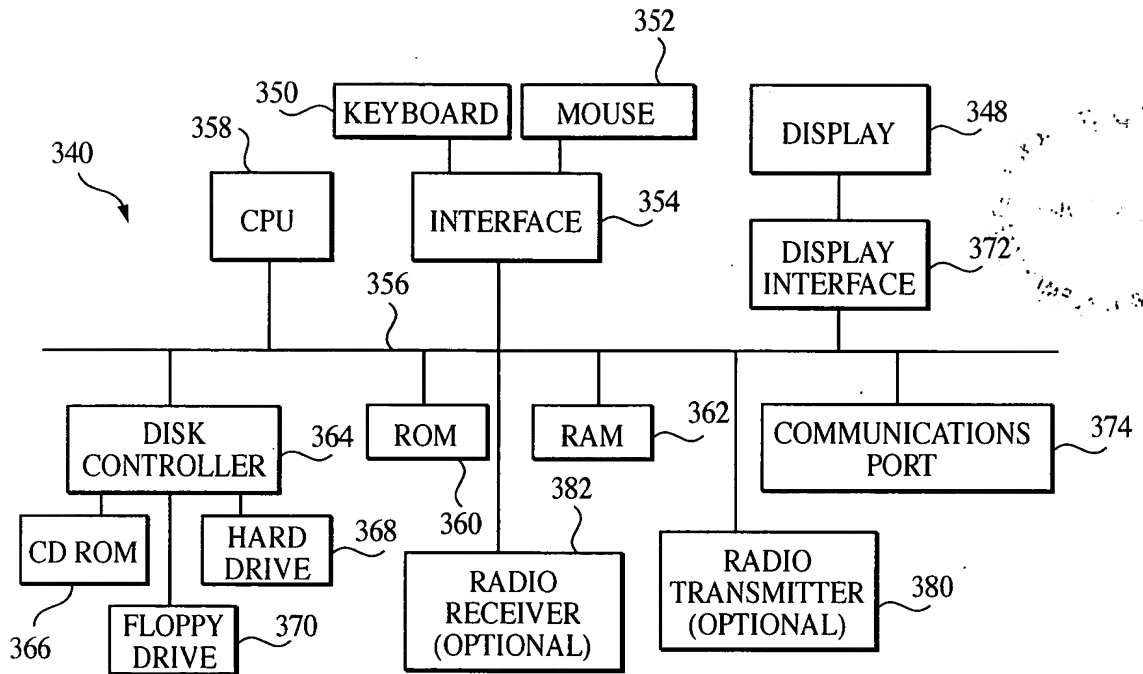 352
350
KEYBOARD
MOUSE
358
DISPLAY
348
340
CPU
INTERFACE
354
DISPLAY
INTERFACE
372
356
DISK
CONTROLLER
364
ROM
RAM
362
COMMUNICATIONS
PORT
374
382
360
CD ROM
HARD
DRIVE
368
RADIO
RECEIVER
(OPTIONAL)
RADIO
TRANSMITTER
(OPTIONAL)
380
366
FLOPPY
DRIVE
370